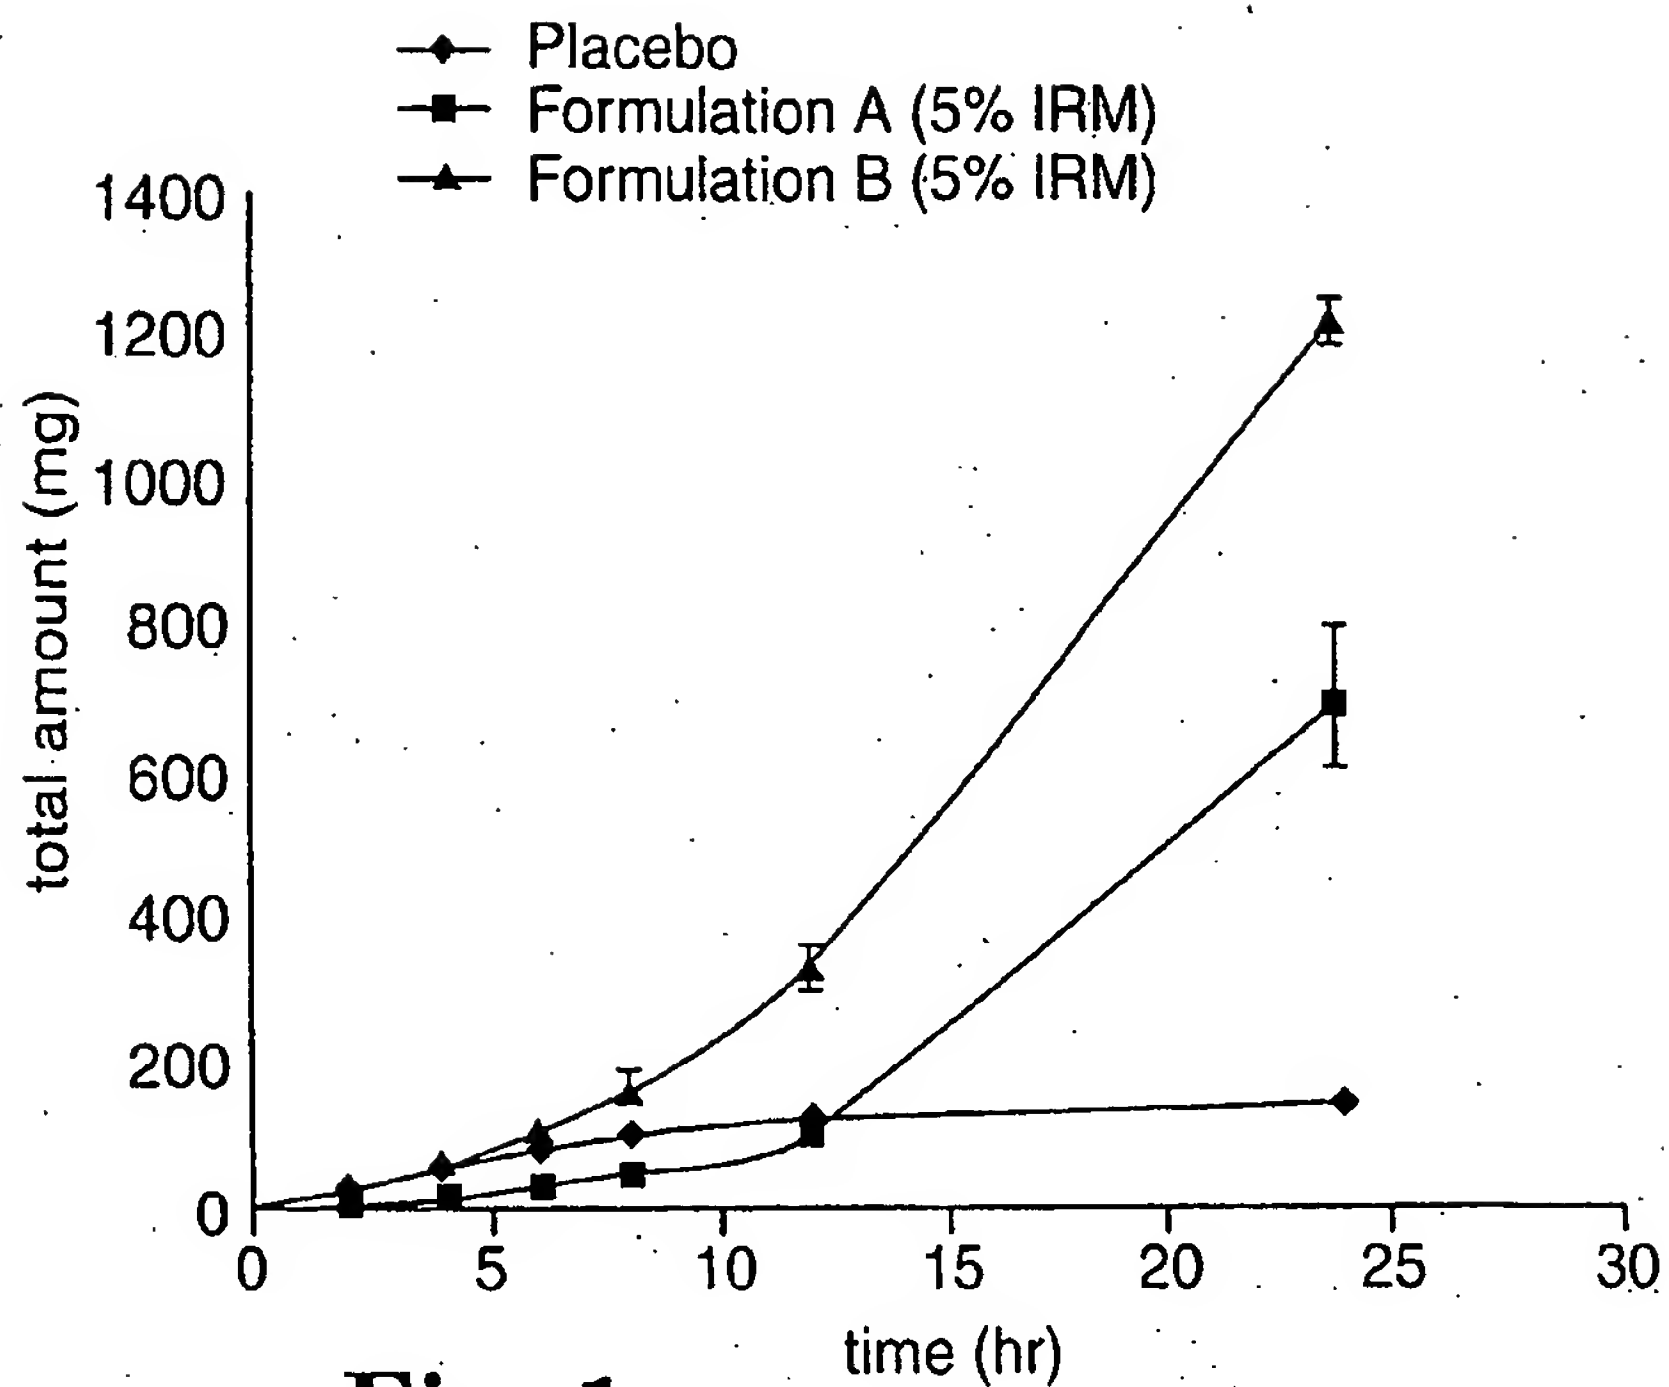 Placebo
Formulation A (5% IRM)
Formulation B (5% IRM)
1400
1200
1000
800
600
400
200
0
total amount (mg)
0 5 10 15 20 25 30
time (hr)